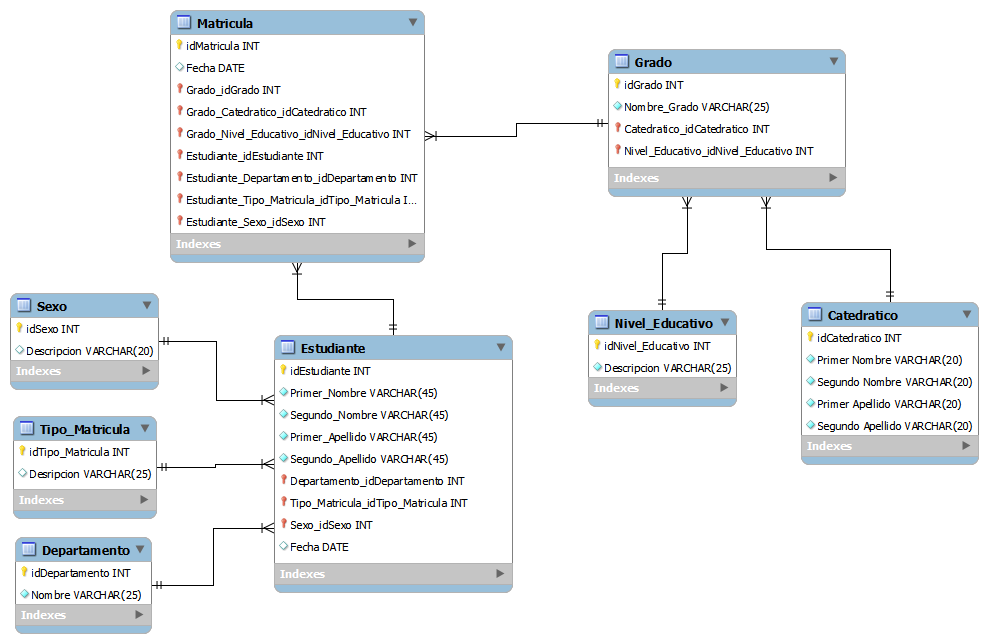 Matricula
idMatricula INT
Fecha DATE
Grado_idGrado INT
Grado_Catedratico_idCatedratico INT
Grado_Nivel_Educativo_idNivel_Educativo INT
Estudiante_idEstudiante INT
Estudiante_Departamento_idDepartamento INT
Estudiante_Tipo_Matricula_idTipo_Matricula I...
Estudiante_Sexo_idSexo INT
Indexes
Grado
idGrado INT
Nombre_Grado VARCHAR(25)
Catedratico_idCatedratico INT
Nivel_Educativo_idNivel_Educativo INT
Indexes
Sexo
idSexo INT
Descripcion VARCHAR(20)
Indexes
Tipo_Matricula
idTipo_Matricula INT
Desripcion VARCHAR(25)
Indexes
Departamento
idDepartamento INT
Nombre VARCHAR(25)
Indexes
Estudiante
idEstudiante INT
Primer_Nombre VARCHAR(45)
Segundo_Nombre VARCHAR(45)
Primer_Apellido VARCHAR(45)
Segundo_Apellido VARCHAR(45)
Departamento_idDepartamento INT
Tipo_Matricula_idTipo_Matricula INT
Sexo_idSexo INT
Fecha DATE
Indexes
Nivel_Educativo
idNivel_Educativo INT
Descripcion VARCHAR(25)
Indexes
Catedratico
idCatedratico INT
Primer Nombre VARCHAR(20)
Segundo Nombre VARCHAR(20)
Primer Apellido VARCHAR(20)
Segundo Apellido VARCHAR(20)
Indexes